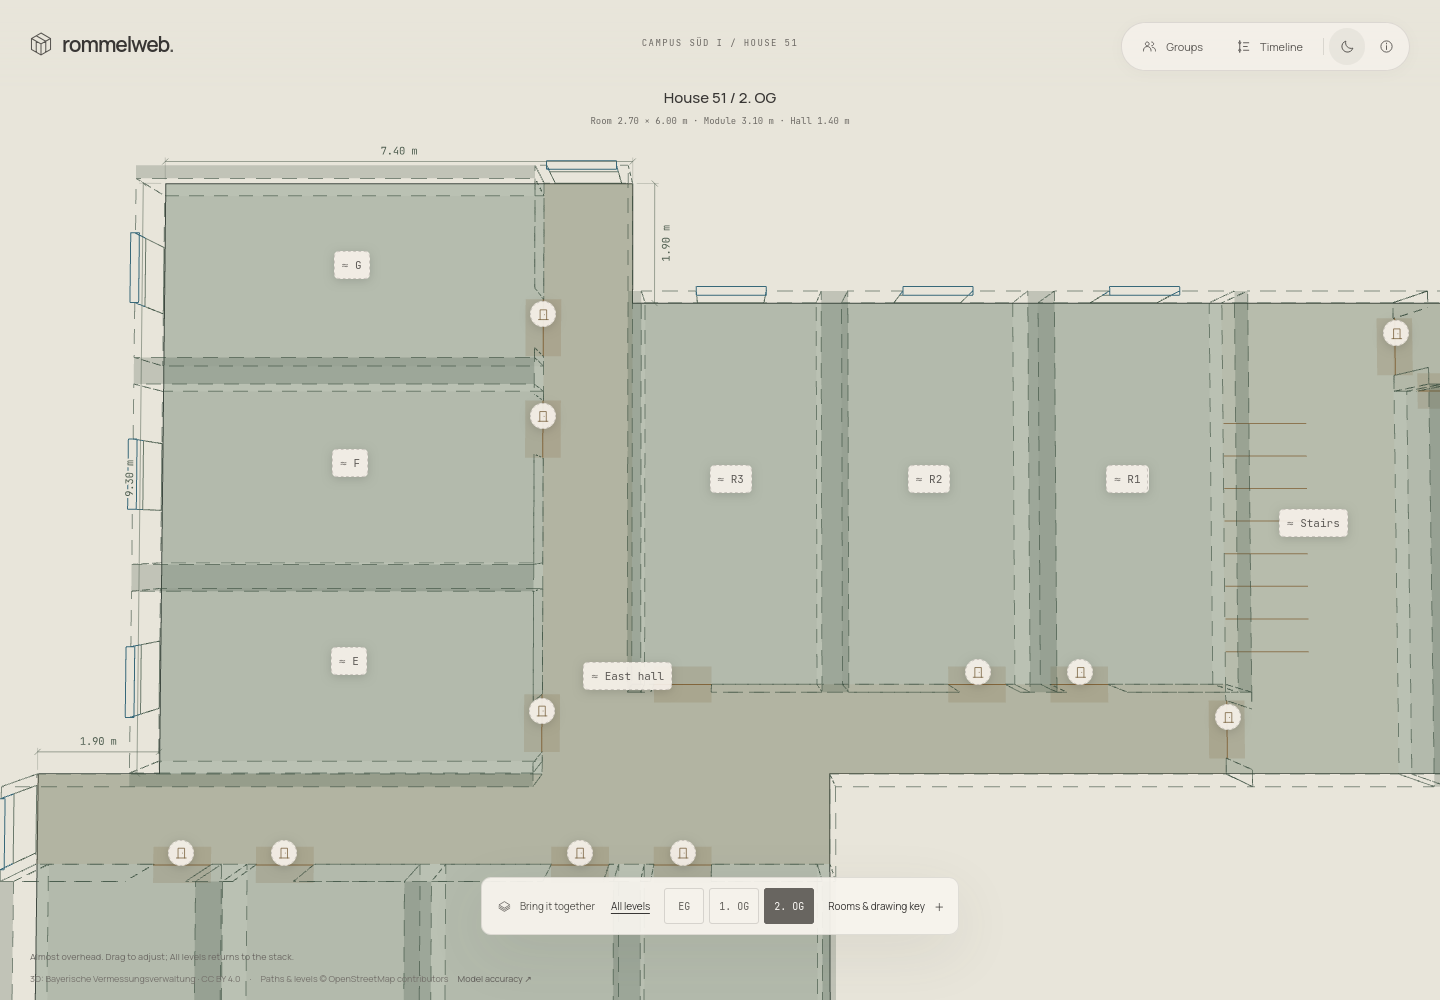 rommelweb.
CAMPUS SÜD I / HOUSE 51
Groups
Timeline
House 51 / 2. OG
Room 2.70 × 6.00 m · Module 3.10 m · Hall 1.40 m
7.40 m
1.90 m
≈ G
≈ F
9.30 m
≈ R3
≈ R2
≈ R1
≈ Stairs
≈ E
≈ East hall
1.90 m
Bring it together
All levels
EG
1. OG
2. OG
Rooms & drawing key +
Almost overhead. Drag to adjust; All levels returns to the stack.
3D: Bayerische Vermessungsverwaltung · CC BY 4.0 · Paths & levels © OpenStreetMap contributors Model accuracy ↗